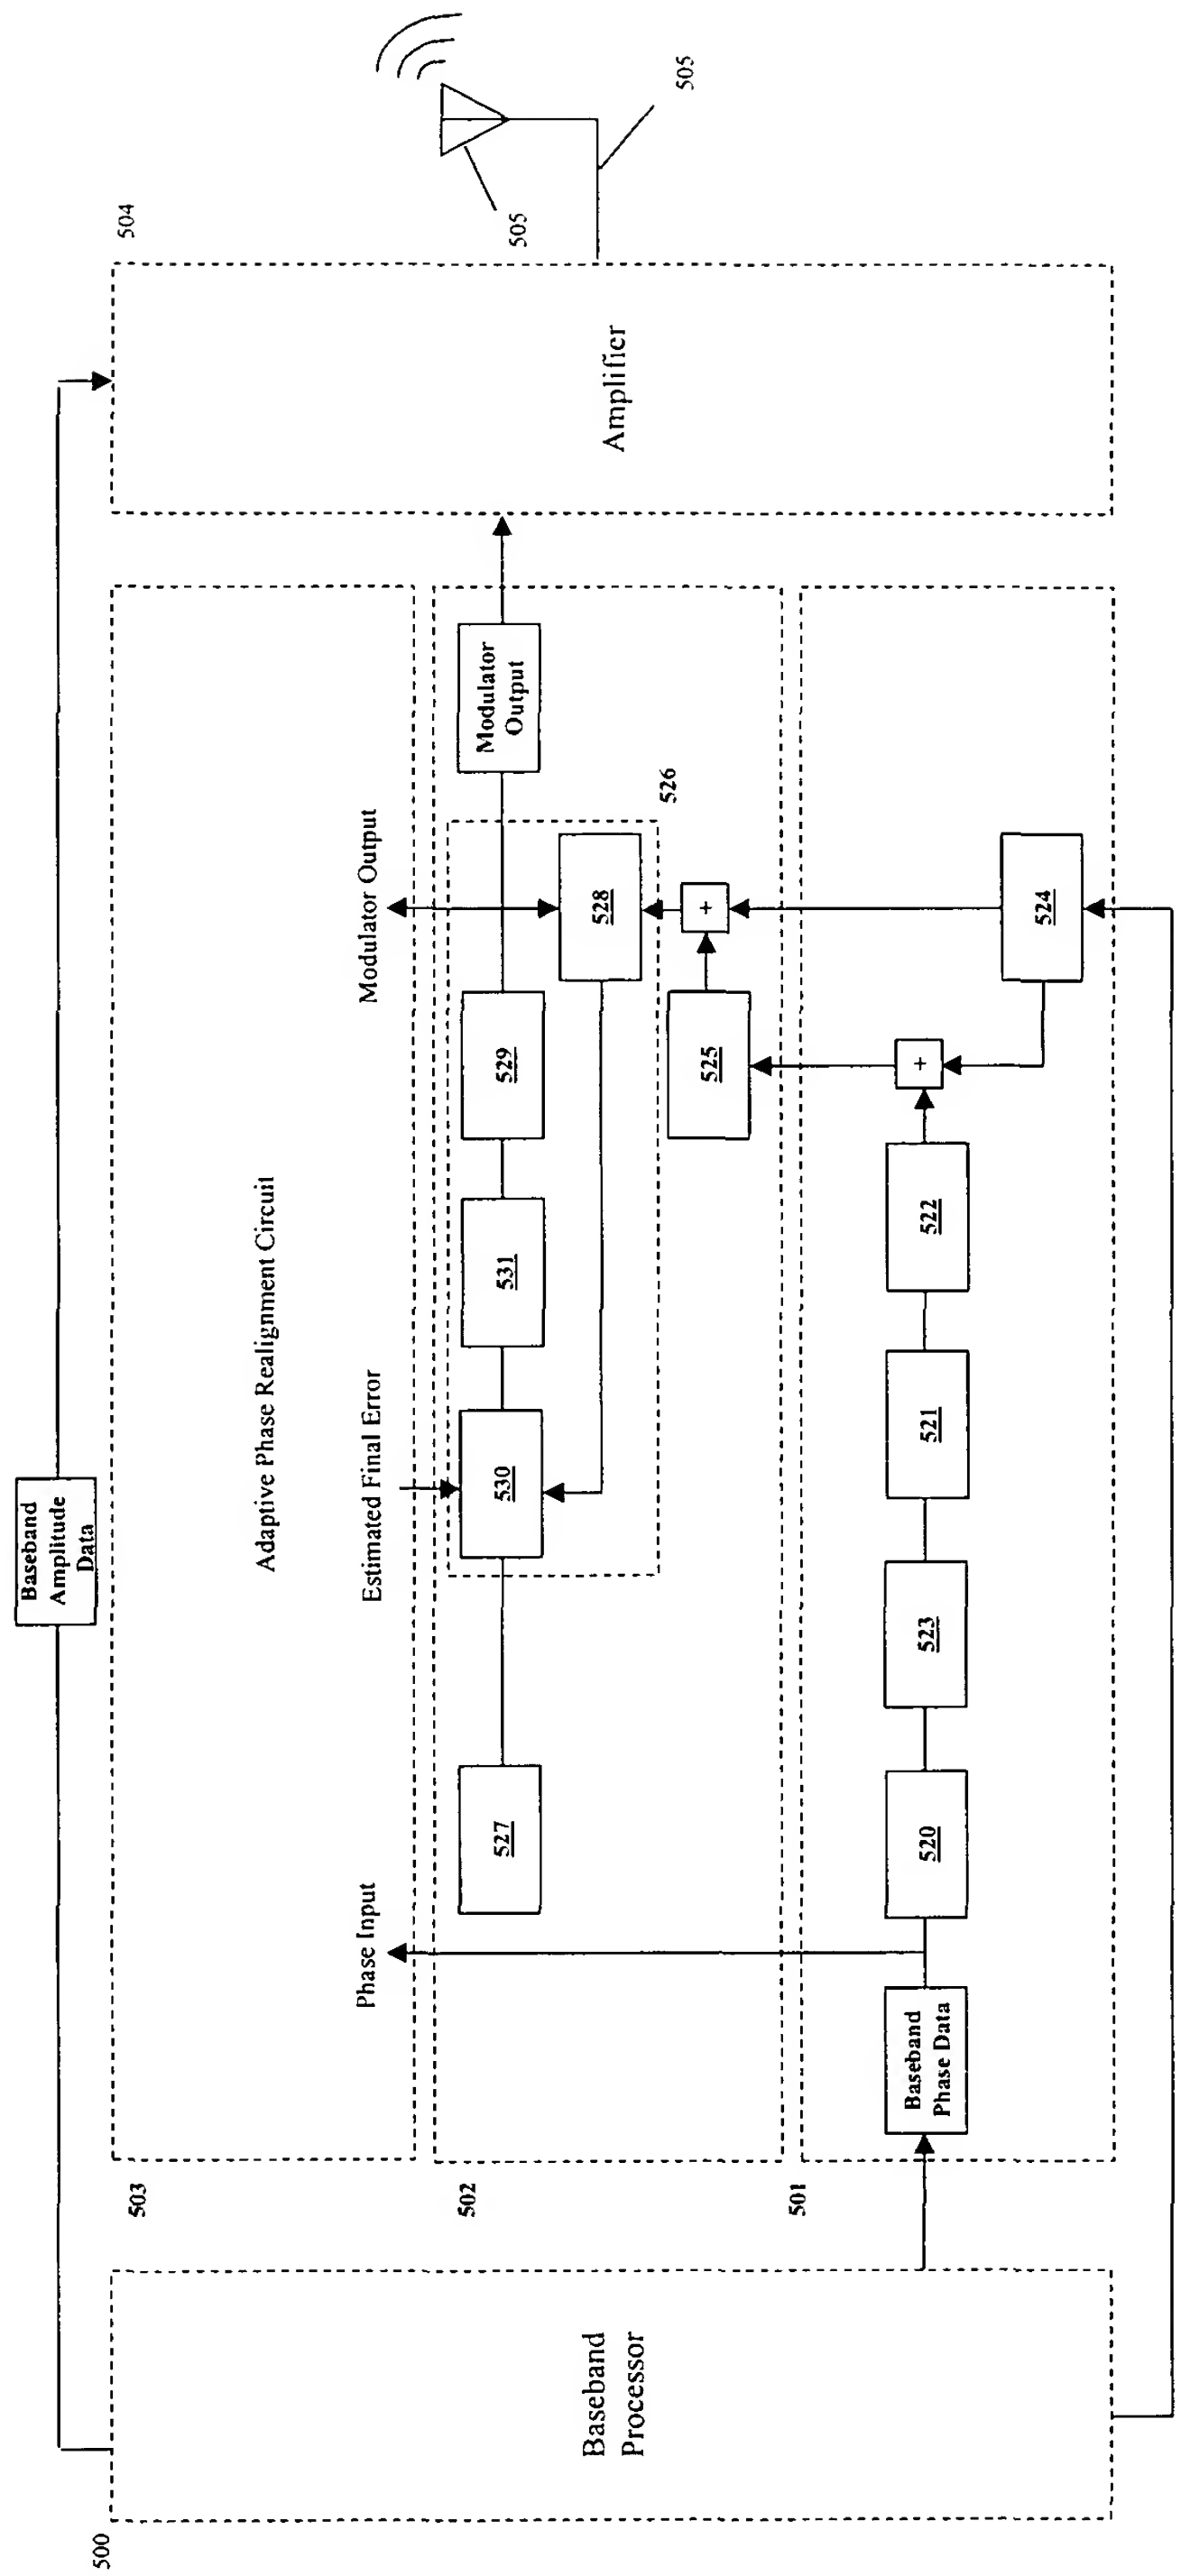 500
Baseband
Processor
Baseband
Amplitude
Data
503
Adaptive Phase Realignment Circuit
Phase Input
Estimated Final Error
Modulator Output
502
527
530
531
529
528
526
Modulator
Output
525
+
501
Baseband
Phase Data
520
523
521
522
+
524
504
Amplifier
505
505